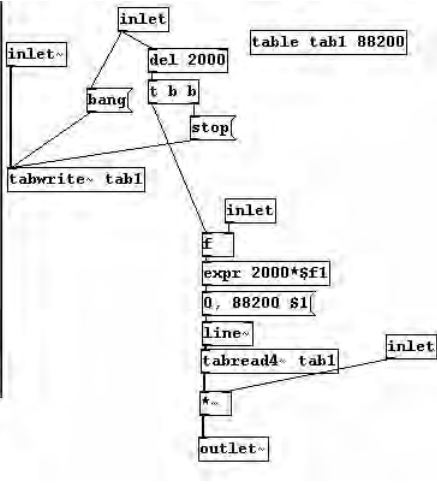 inlet
table tab1 88200
inlet~
del 2000
bang
t b b
stop
tabwrite~ tab1
inlet
f
expr 2000*$f1
0, 88200 $1
line~
inlet
tabread4~ tab1
*~
outlet~